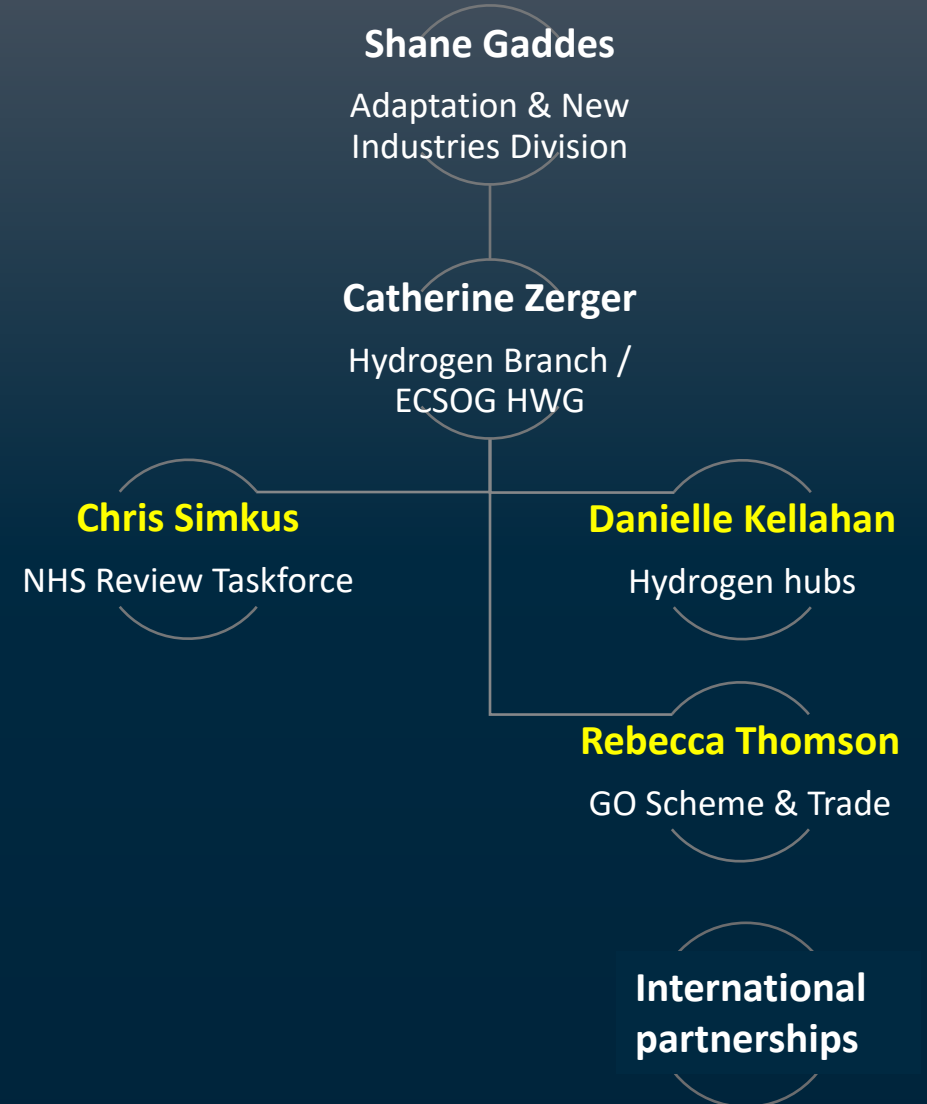 Shane Gaddes
Adaptation & New
Industries Division
Catherine Zerger
Hydrogen Branch /
ECSOG HWG
Chris Simkus
NHS Review Taskforce
Danielle Kellahan
Hydrogen hubs
Rebecca Thomson
GO Scheme & Trade
International
partnerships